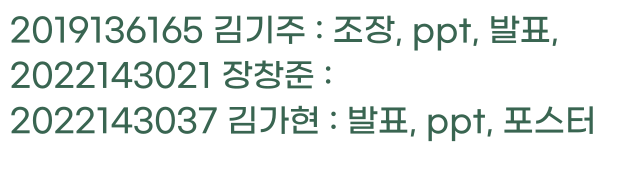 2019136165 김기주 : 조장, ppt, 발표,
2022143021 장창준 :
2022143037 김가현 : 발표, ppt, 포스터